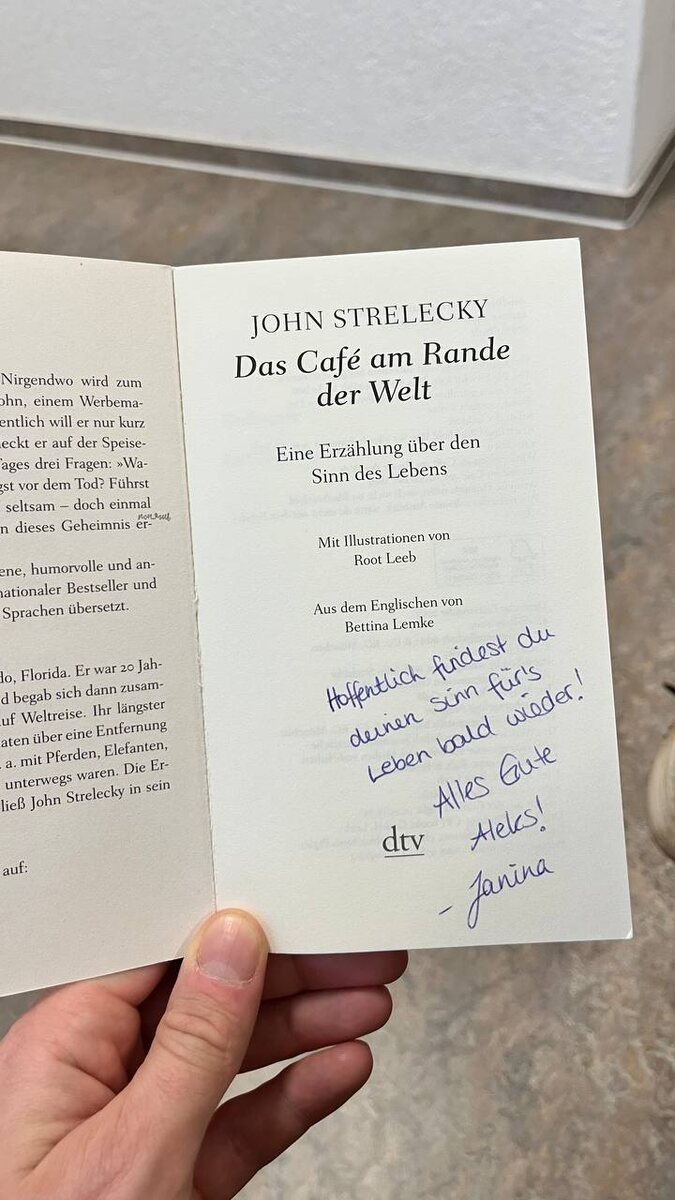 Nirgendwo wird zum
ohn, einem Werbema-
entlich will er nur kurz
eckt er auf der Speise-
Tages drei Fragen: »Wa-
gst vor dem Tod? Führst
seltsam – doch einmal
n dieses Geheimnis er-
ene, humorvolle und an-
nationaler Bestseller und
Sprachen übersetzt.
do, Florida. Er war 20 Jah-
d begab sich dann zusam-
uf Weltreise. Ihr längster
aten über eine Entfernung
. a. mit Pferden, Elefanten,
unterwegs waren. Die Er-
ließ John Strelecky in sein
auf:
JOHN STRELECKY
Das Café am Rande
der Welt
Eine Erzählung über den
Sinn des Lebens
Mit Illustrationen von
Root Leeb
Aus dem Englischen von
Bettina Lemke
Hoffentlich findest du
deinen Sinn für's
Leben bald wieder!
Alles Gute
Aleks!
- Janina
dtv